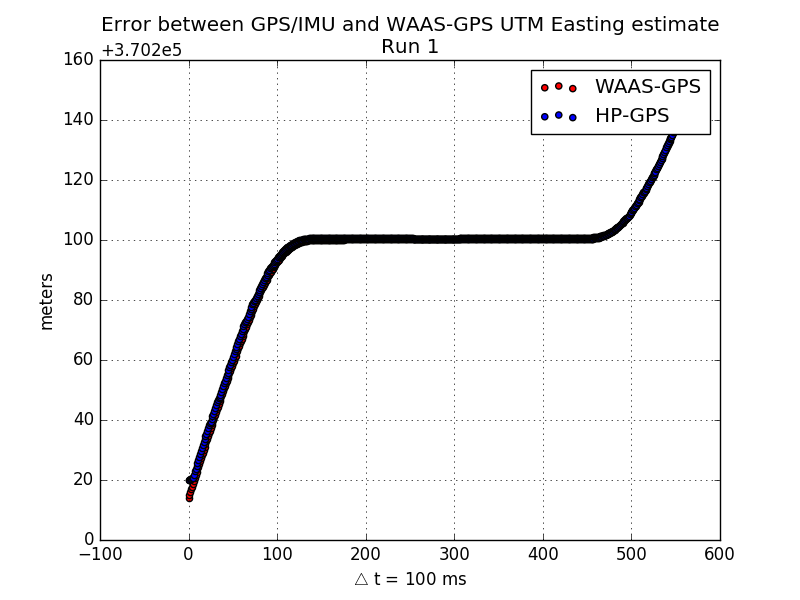 Error between GPS/IMU and WAAS-GPS UTM Easting estimate
Run 1
+3.702e5
160
140
120
100
80
60
40
20
0
meters
WAAS-GPS
HP-GPS
−100
0
100
200
300
400
500
600
△ t = 100 ms